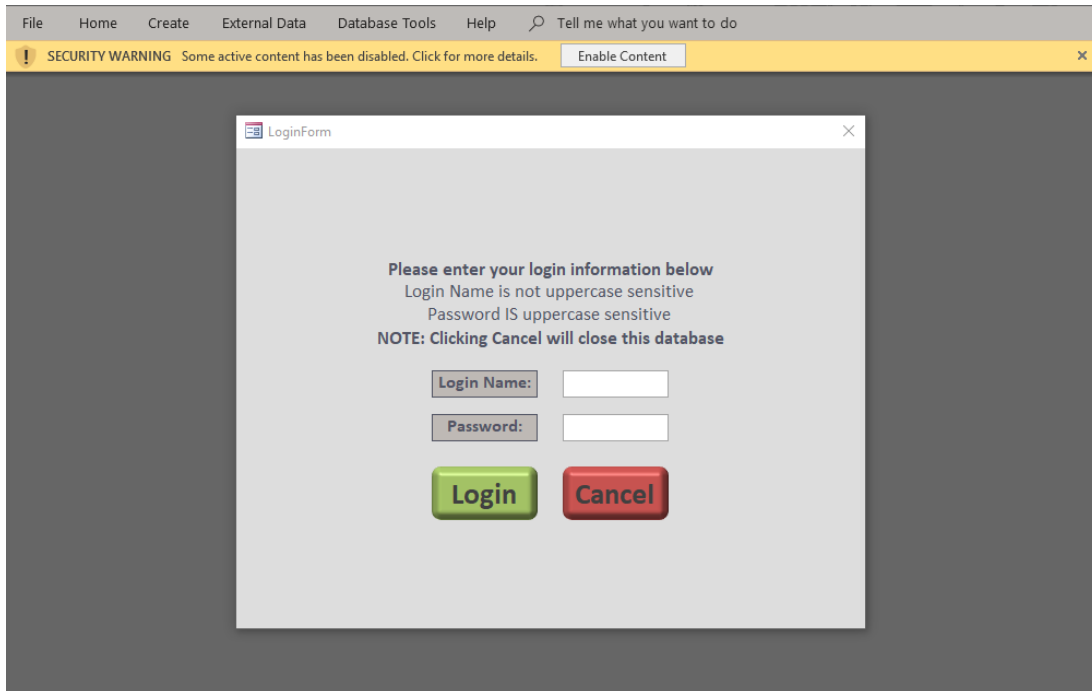 File Home Create External Data Database Tools Help Tell me what you want to do
SECURITY WARNING Some active content has been disabled. Click for more details. Enable Content
LoginForm
Please enter your login information below
Login Name is not uppercase sensitive
Password IS uppercase sensitive
NOTE: Clicking Cancel will close this database
Login Name:
Password:
Login Cancel